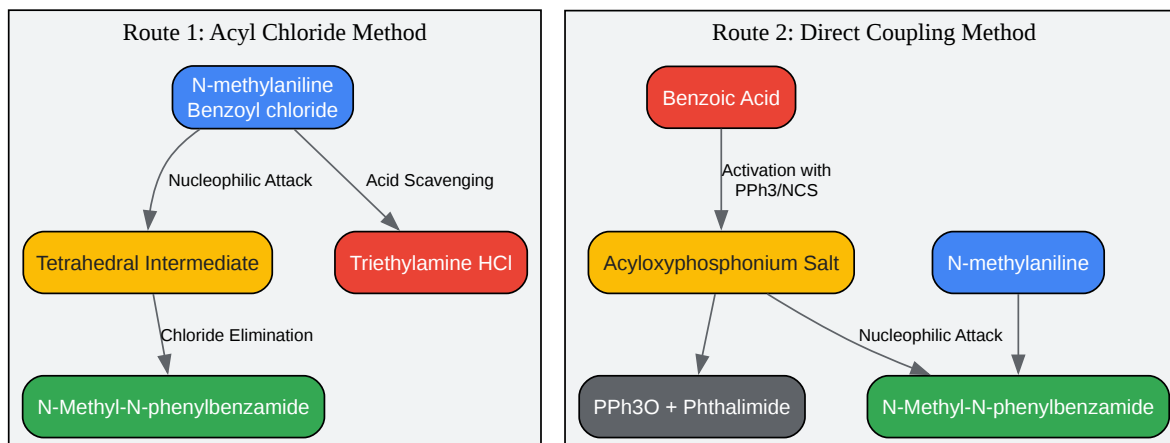 Route 1: Acyl Chloride Method
N-methylaniline
Benzoyl chloride
Nucleophilic Attack
Acid Scavenging
Tetrahedral Intermediate
Triethylamine HCl
Chloride Elimination
N-Methyl-N-phenylbenzamide
Route 2: Direct Coupling Method
Benzoic Acid
Activation with
PPh3/NCS
Acyloxyphosphonium Salt
N-methylaniline
Nucleophilic Attack
PPh3O + Phthalimide
N-Methyl-N-phenylbenzamide